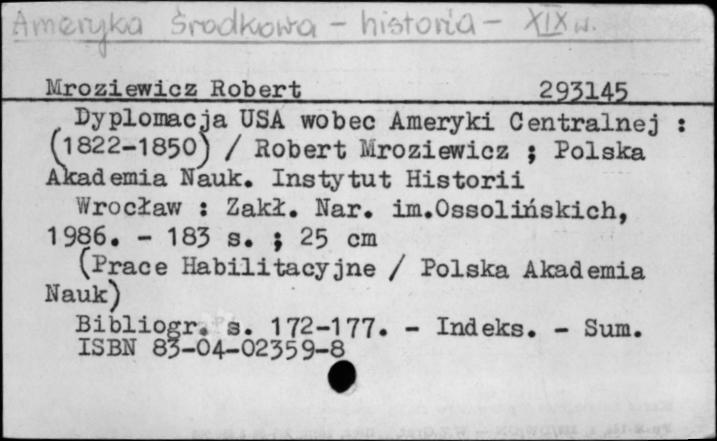 Ameryka Środkowa - historia - XIX w.
Mroziewicz Robert 293145
Dyplomacja USA wobec Ameryki Centralnej :
(1822-1850) / Robert Mroziewicz ; Polska
Akademia Nauk. Instytut Historii
Wrocław : Zakł. Nar. im.Ossolińskich,
1986. - 183 s. ; 25 cm
(Prace Habilitacyjne / Polska Akademia
Nauk)
Bibliogr. s. 172-177. - Indeks. - Sum.
ISBN 83-04-02359-8